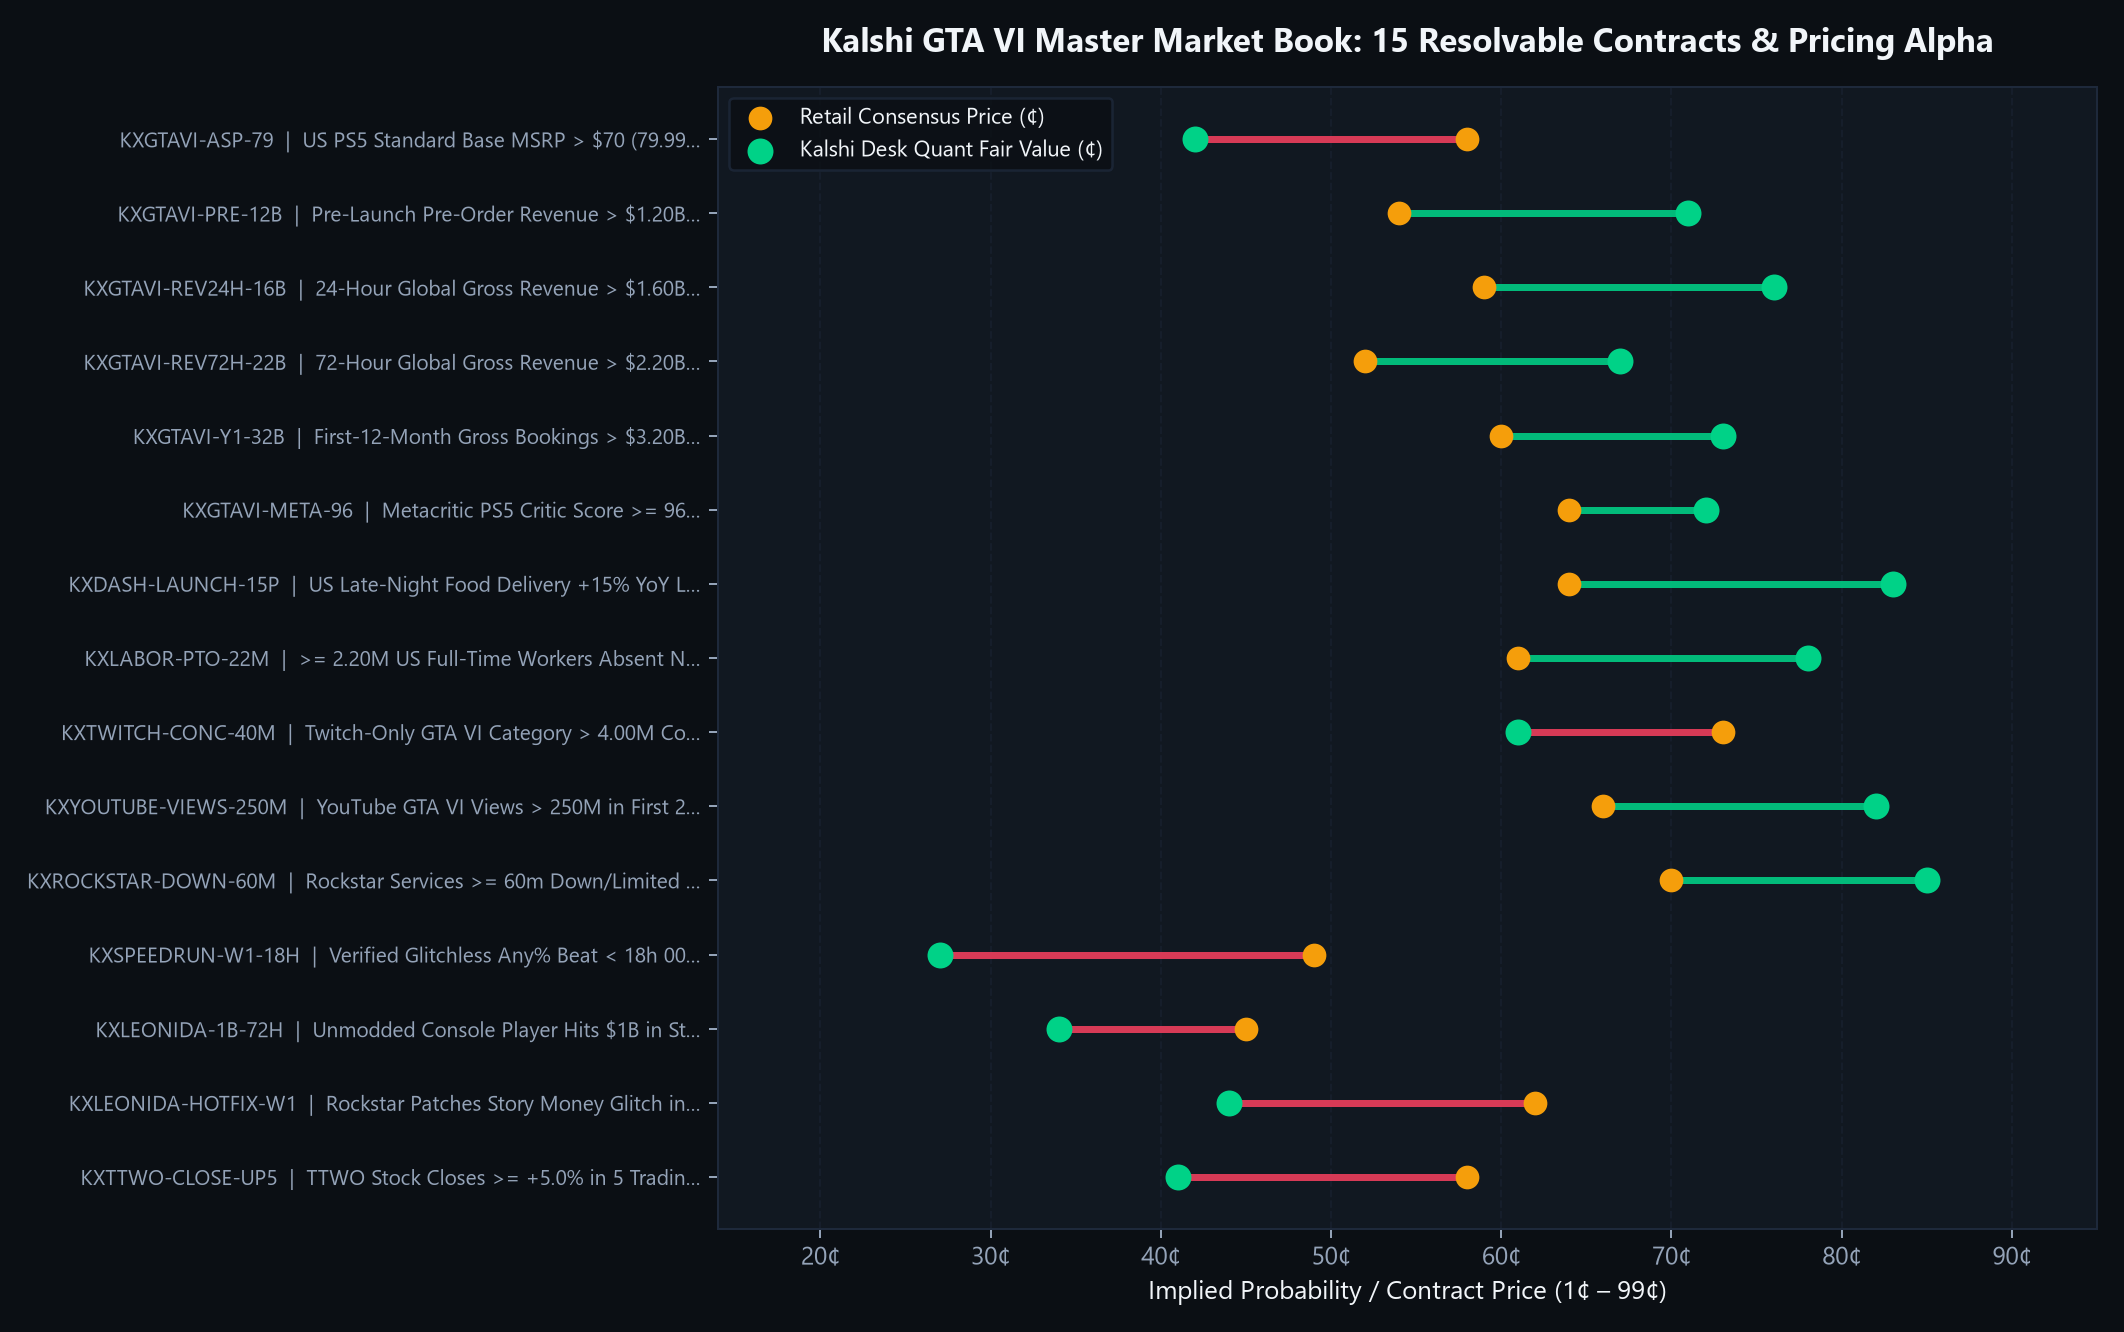 Kalshi GTA VI Master Market Book: 15 Resolvable Contracts & Pricing Alpha
Retail Consensus Price (¢)
Kalshi Desk Quant Fair Value (¢)
KXGTAVI-ASP-79 | US PS5 Standard Base MSRP > $70 (79.99...
KXGTAVI-PRE-12B | Pre-Launch Pre-Order Revenue > $1.20B...
KXGTAVI-REV24H-16B | 24-Hour Global Gross Revenue > $1.60B...
KXGTAVI-REV72H-22B | 72-Hour Global Gross Revenue > $2.20B...
KXGTAVI-Y1-32B | First-12-Month Gross Bookings > $3.20B...
KXGTAVI-META-96 | Metacritic PS5 Critic Score >= 96...
KXDASH-LAUNCH-15P | US Late-Night Food Delivery +15% YoY L...
KXLABOR-PTO-22M | >= 2.20M US Full-Time Workers Absent N...
KXTWITCH-CONC-40M | Twitch-Only GTA VI Category > 4.00M Co...
KXYOUTUBE-VIEWS-250M | YouTube GTA VI Views > 250M in First 2...
KXROCKSTAR-DOWN-60M | Rockstar Services >= 60m Down/Limited ...
KXSPEEDRUN-W1-18H | Verified Glitchless Any% Beat < 18h 00...
KXLEONIDA-1B-72H | Unmodded Console Player Hits $1B in St...
KXLEONIDA-HOTFIX-W1 | Rockstar Patches Story Money Glitch in...
KXTTWO-CLOSE-UP5 | TTWO Stock Closes >= +5.0% in 5 Tradin...
20¢ 30¢ 40¢ 50¢ 60¢ 70¢ 80¢ 90¢
Implied Probability / Contract Price (1¢ – 99¢)